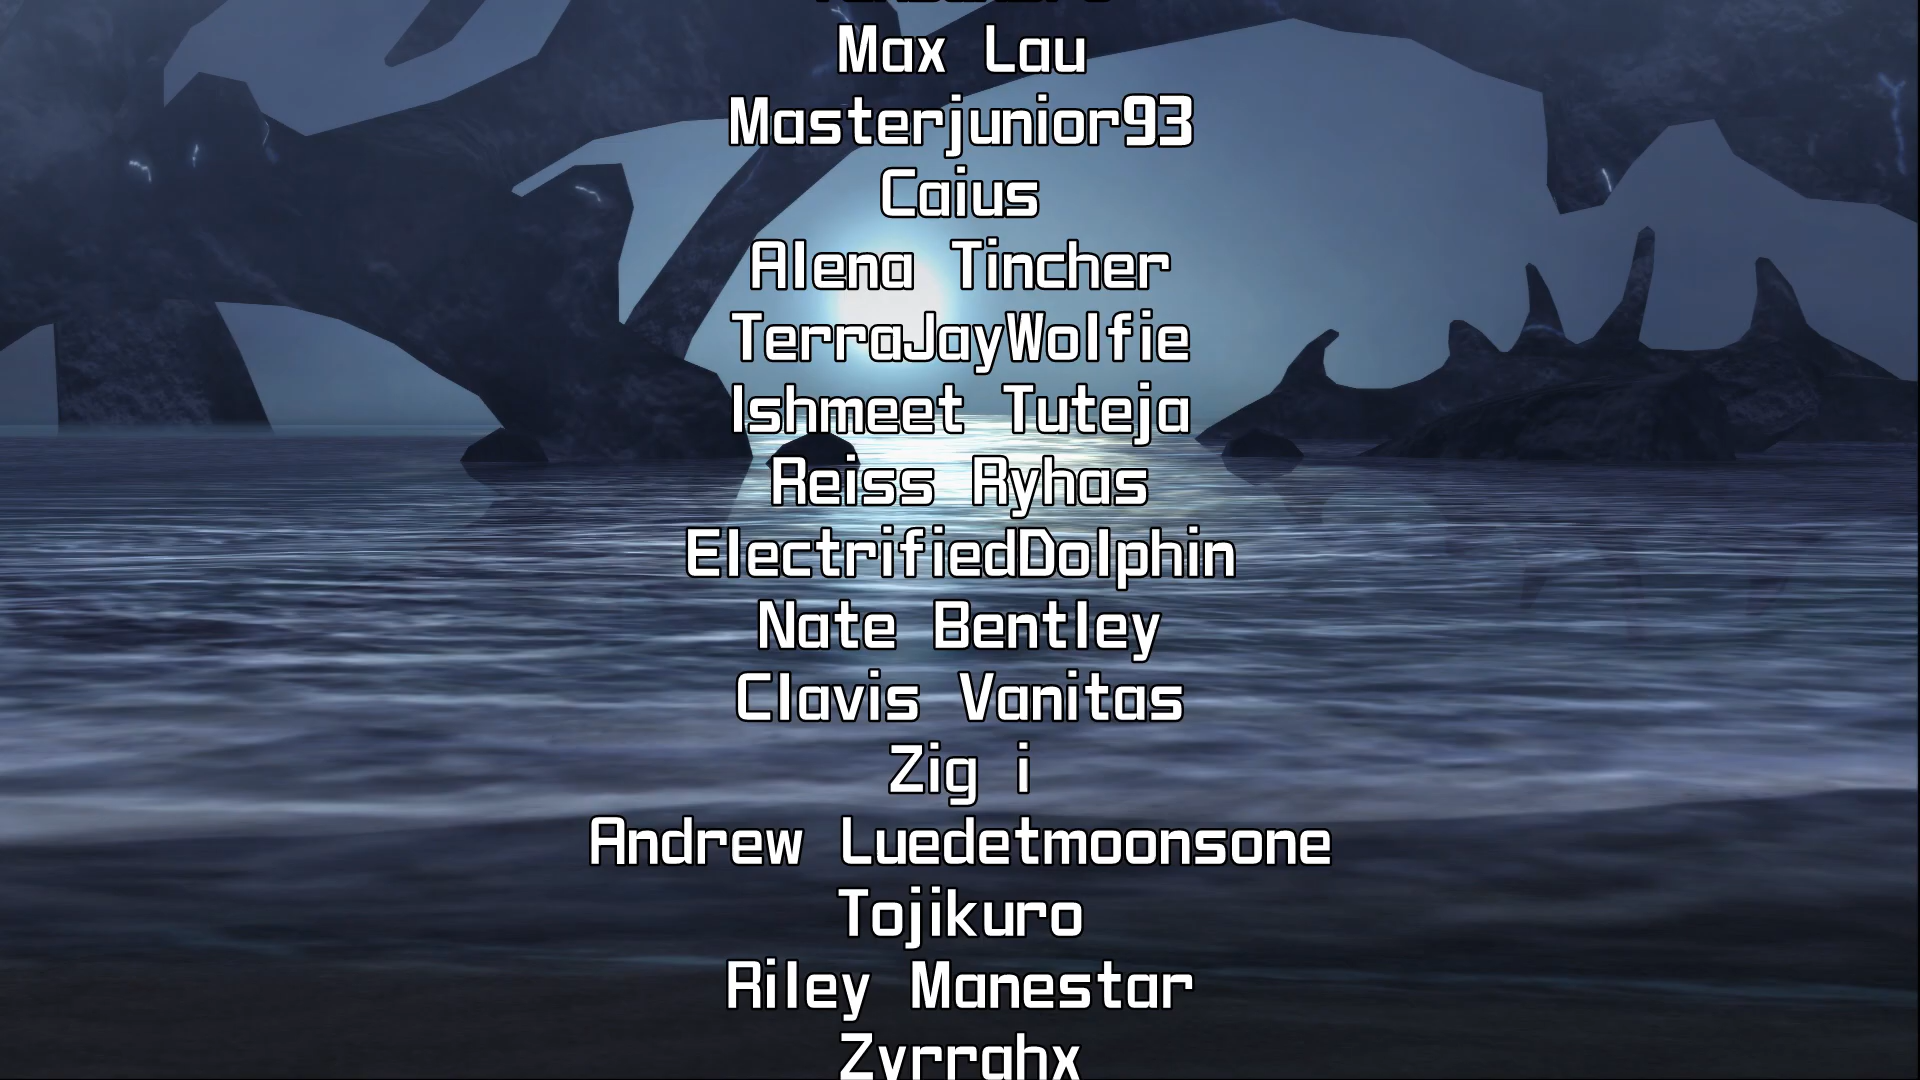 Max Lau
Masterjunior93
Caius
Alena Tincher
TerraJayWolfie
Ishmeet Tuteja
Reiss Ryhas
ElectrifiedDolphin
Nate Bentley
Clavis Vanitas
Zig i
Andrew Luedetmoonsone
Tojikuro
Riley Manestar
Zyrrahx